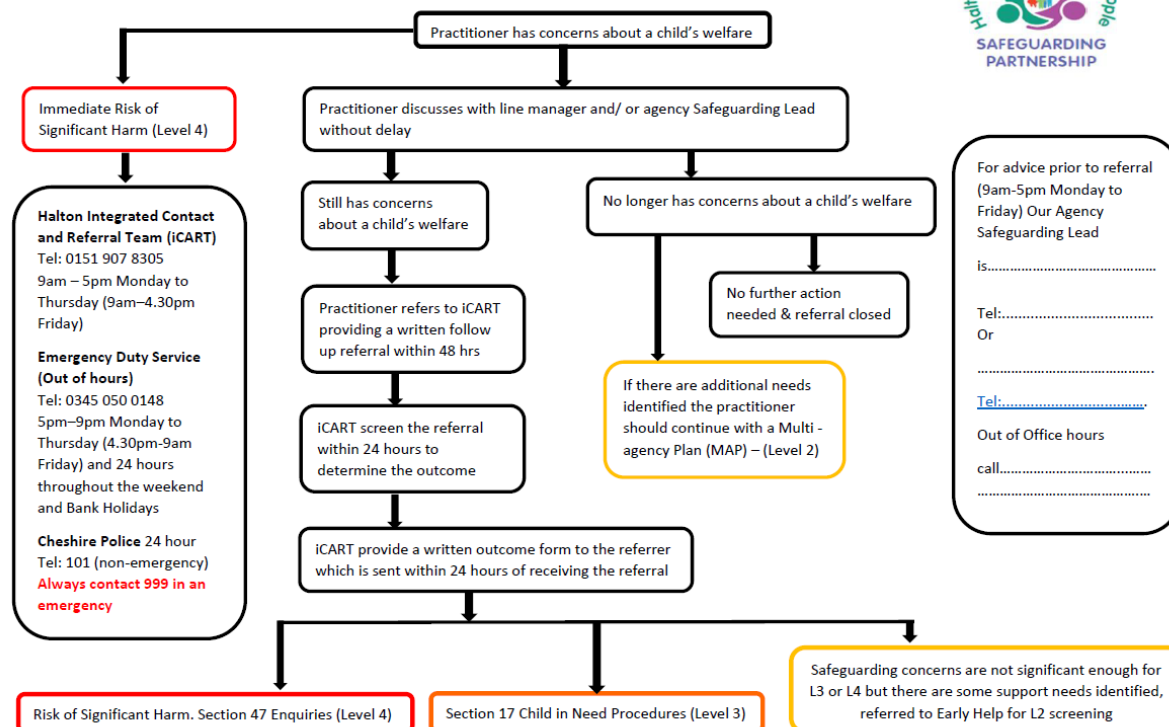 Practitioner has concerns about a child's welfare
SAFEGUARDING
PARTNERSHIP
Immediate Risk of
Significant Harm (Level 4)
Practitioner discusses with line manager and/ or agency Safeguarding Lead
without delay
Halton Integrated Contact
and Referral Team (iCART)
Tel: 0151 907 8305
9am – 5pm Monday to
Thursday (9am–4.30pm
Friday)
Emergency Duty Service
(Out of hours)
Tel: 0345 050 0148
5pm–9pm Monday to
Thursday (4.30pm-9am
Friday) and 24 hours
throughout the weekend
and Bank Holidays
Cheshire Police 24 hour
Tel: 101 (non-emergency)
Always contact 999 in an
emergency
Still has concerns
about a child's welfare
No longer has concerns about a child's welfare
Practitioner refers to iCART
providing a written follow
up referral within 48 hrs
No further action
needed & referral closed
iCART screen the referral
within 24 hours to
determine the outcome
If there are additional needs
identified the practitioner
should continue with a Multi -
agency Plan (MAP) – (Level 2)
iCART provide a written outcome form to the referrer
which is sent within 24 hours of receiving the referral
For advice prior to referral
(9am-5pm Monday to
Friday) Our Agency
Safeguarding Lead
is..............................................
Tel:....................................
Or
................................................
Tel:...................................
Out of Office hours
call.........................................
................................................
Risk of Significant Harm. Section 47 Enquiries (Level 4)
Section 17 Child in Need Procedures (Level 3)
Safeguarding concerns are not significant enough for
L3 or L4 but there are some support needs identified,
referred to Early Help for L2 screening